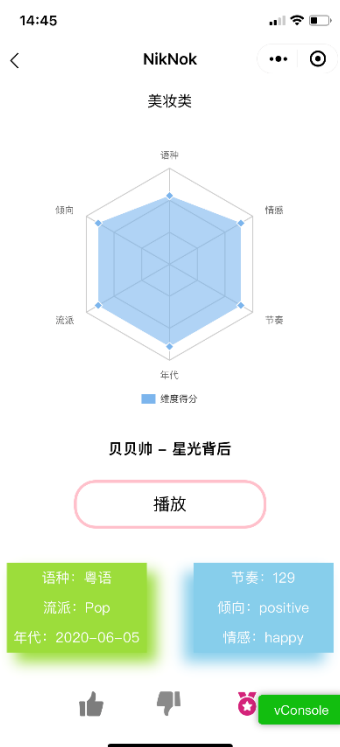 14:45
NikNok
美妆类
语种
倾向
情感
流派
节奏
年代
维度得分
贝贝帅 - 星光背后
播放
语种：粤语
流派：Pop
年代：2020-06-05
节奏：129
倾向：positive
情感：happy
vConsole